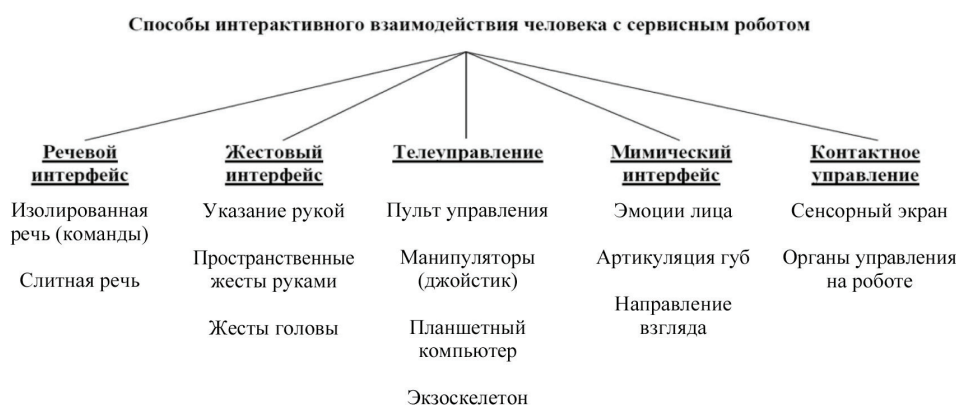 Способы интерактивного взаимодействия человека с сервисным роботом
Речевой
интерфейс
Изолированная
речь (команды)
Слитная речь
Жестовый
интерфейс
Указание рукой
Пространственные
жесты руками
Жесты головы
Телеуправление
Пульт управления
Манипуляторы
(джойстик)
Планшетный
компьютер
Экзоскелетон
Мимический
интерфейс
Эмоции лица
Артикуляция губ
Направление
взгляда
Контактное
управление
Сенсорный экран
Органы управления
на роботе